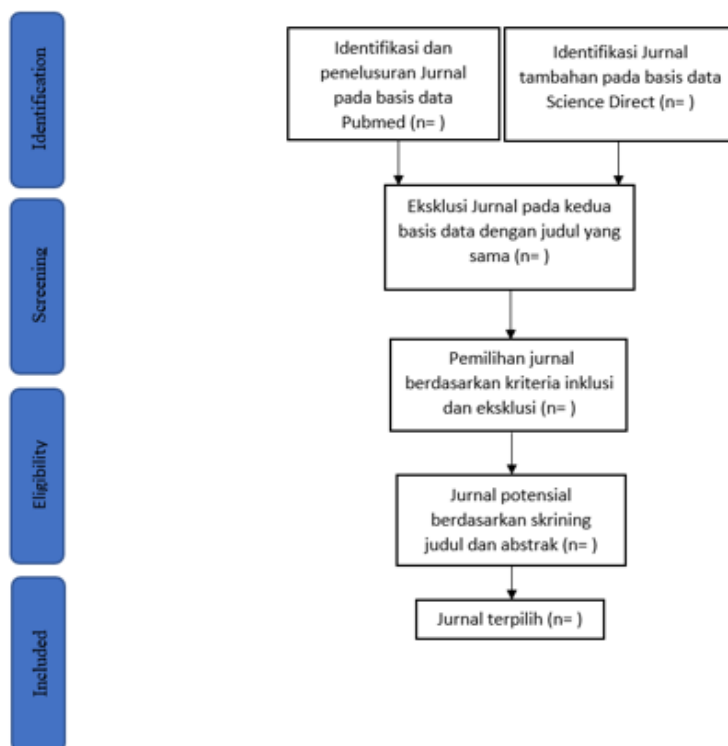 Identification
Identifikasi dan
penelusuran Jurnal
pada basis data
Pubmed (n= )
Identifikasi Jurnal
tambahan pada basis data
Science Direct (n= )
Screening
Eksklusi Jurnal pada kedua
basis data dengan judul yang
sama (n= )
Pemilihan jurnal
berdasarkan kriteria inklusi
dan eksklusi (n= )
Eligibility
Jurnal potensial
berdasarkan skrining
judul dan abstrak (n= )
Included
Jurnal terpilih (n= )